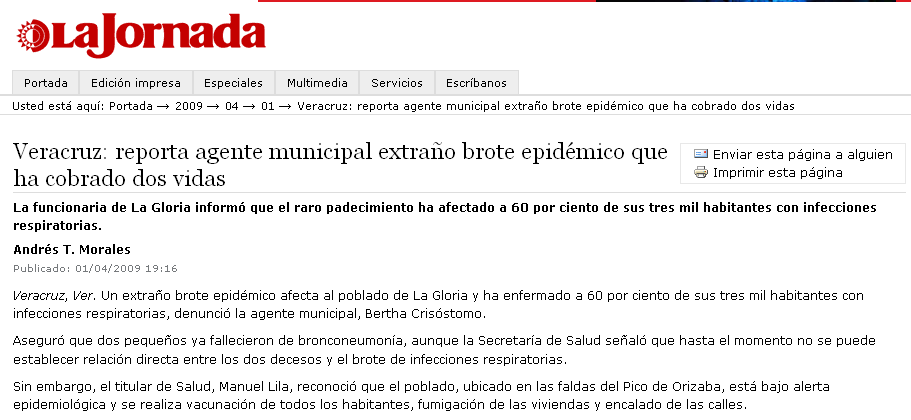 La Jornada
Portada Edición impresa Especiales Multimedia Servicios Escríbanos
Usted está aquí: Portada → 2009 → 04 → 01 → Veracruz: reporta agente municipal extraño brote epidémico que ha cobrado dos vidas
Veracruz: reporta agente municipal extraño brote epidémico que
ha cobrado dos vidas
Enviar esta página a alguien
Imprimir esta página
La funcionaria de La Gloria informó que el raro padecimiento ha afectado a 60 por ciento de sus tres mil habitantes con infecciones
respiratorias.
Andrés T. Morales
Publicado: 01/04/2009 19:16
Veracruz, Ver. Un extraño brote epidémico afecta al poblado de La Gloria y ha enfermado a 60 por ciento de sus tres mil habitantes con
infecciones respiratorias, denunció la agente municipal, Bertha Crisóstomo.
Aseguró que dos pequeños ya fallecieron de bronconeumonía, aunque la Secretaría de Salud señaló que hasta el momento no se puede
establecer relación directa entre los dos decesos y el brote de infecciones respiratorias.
Sin embargo, el titular de Salud, Manuel Lila, reconoció que el poblado, ubicado en las faldas del Pico de Orizaba, está bajo alerta
epidemiológica y se realiza vacunación de todos los habitantes, fumigación de las viviendas y encalado de las calles.